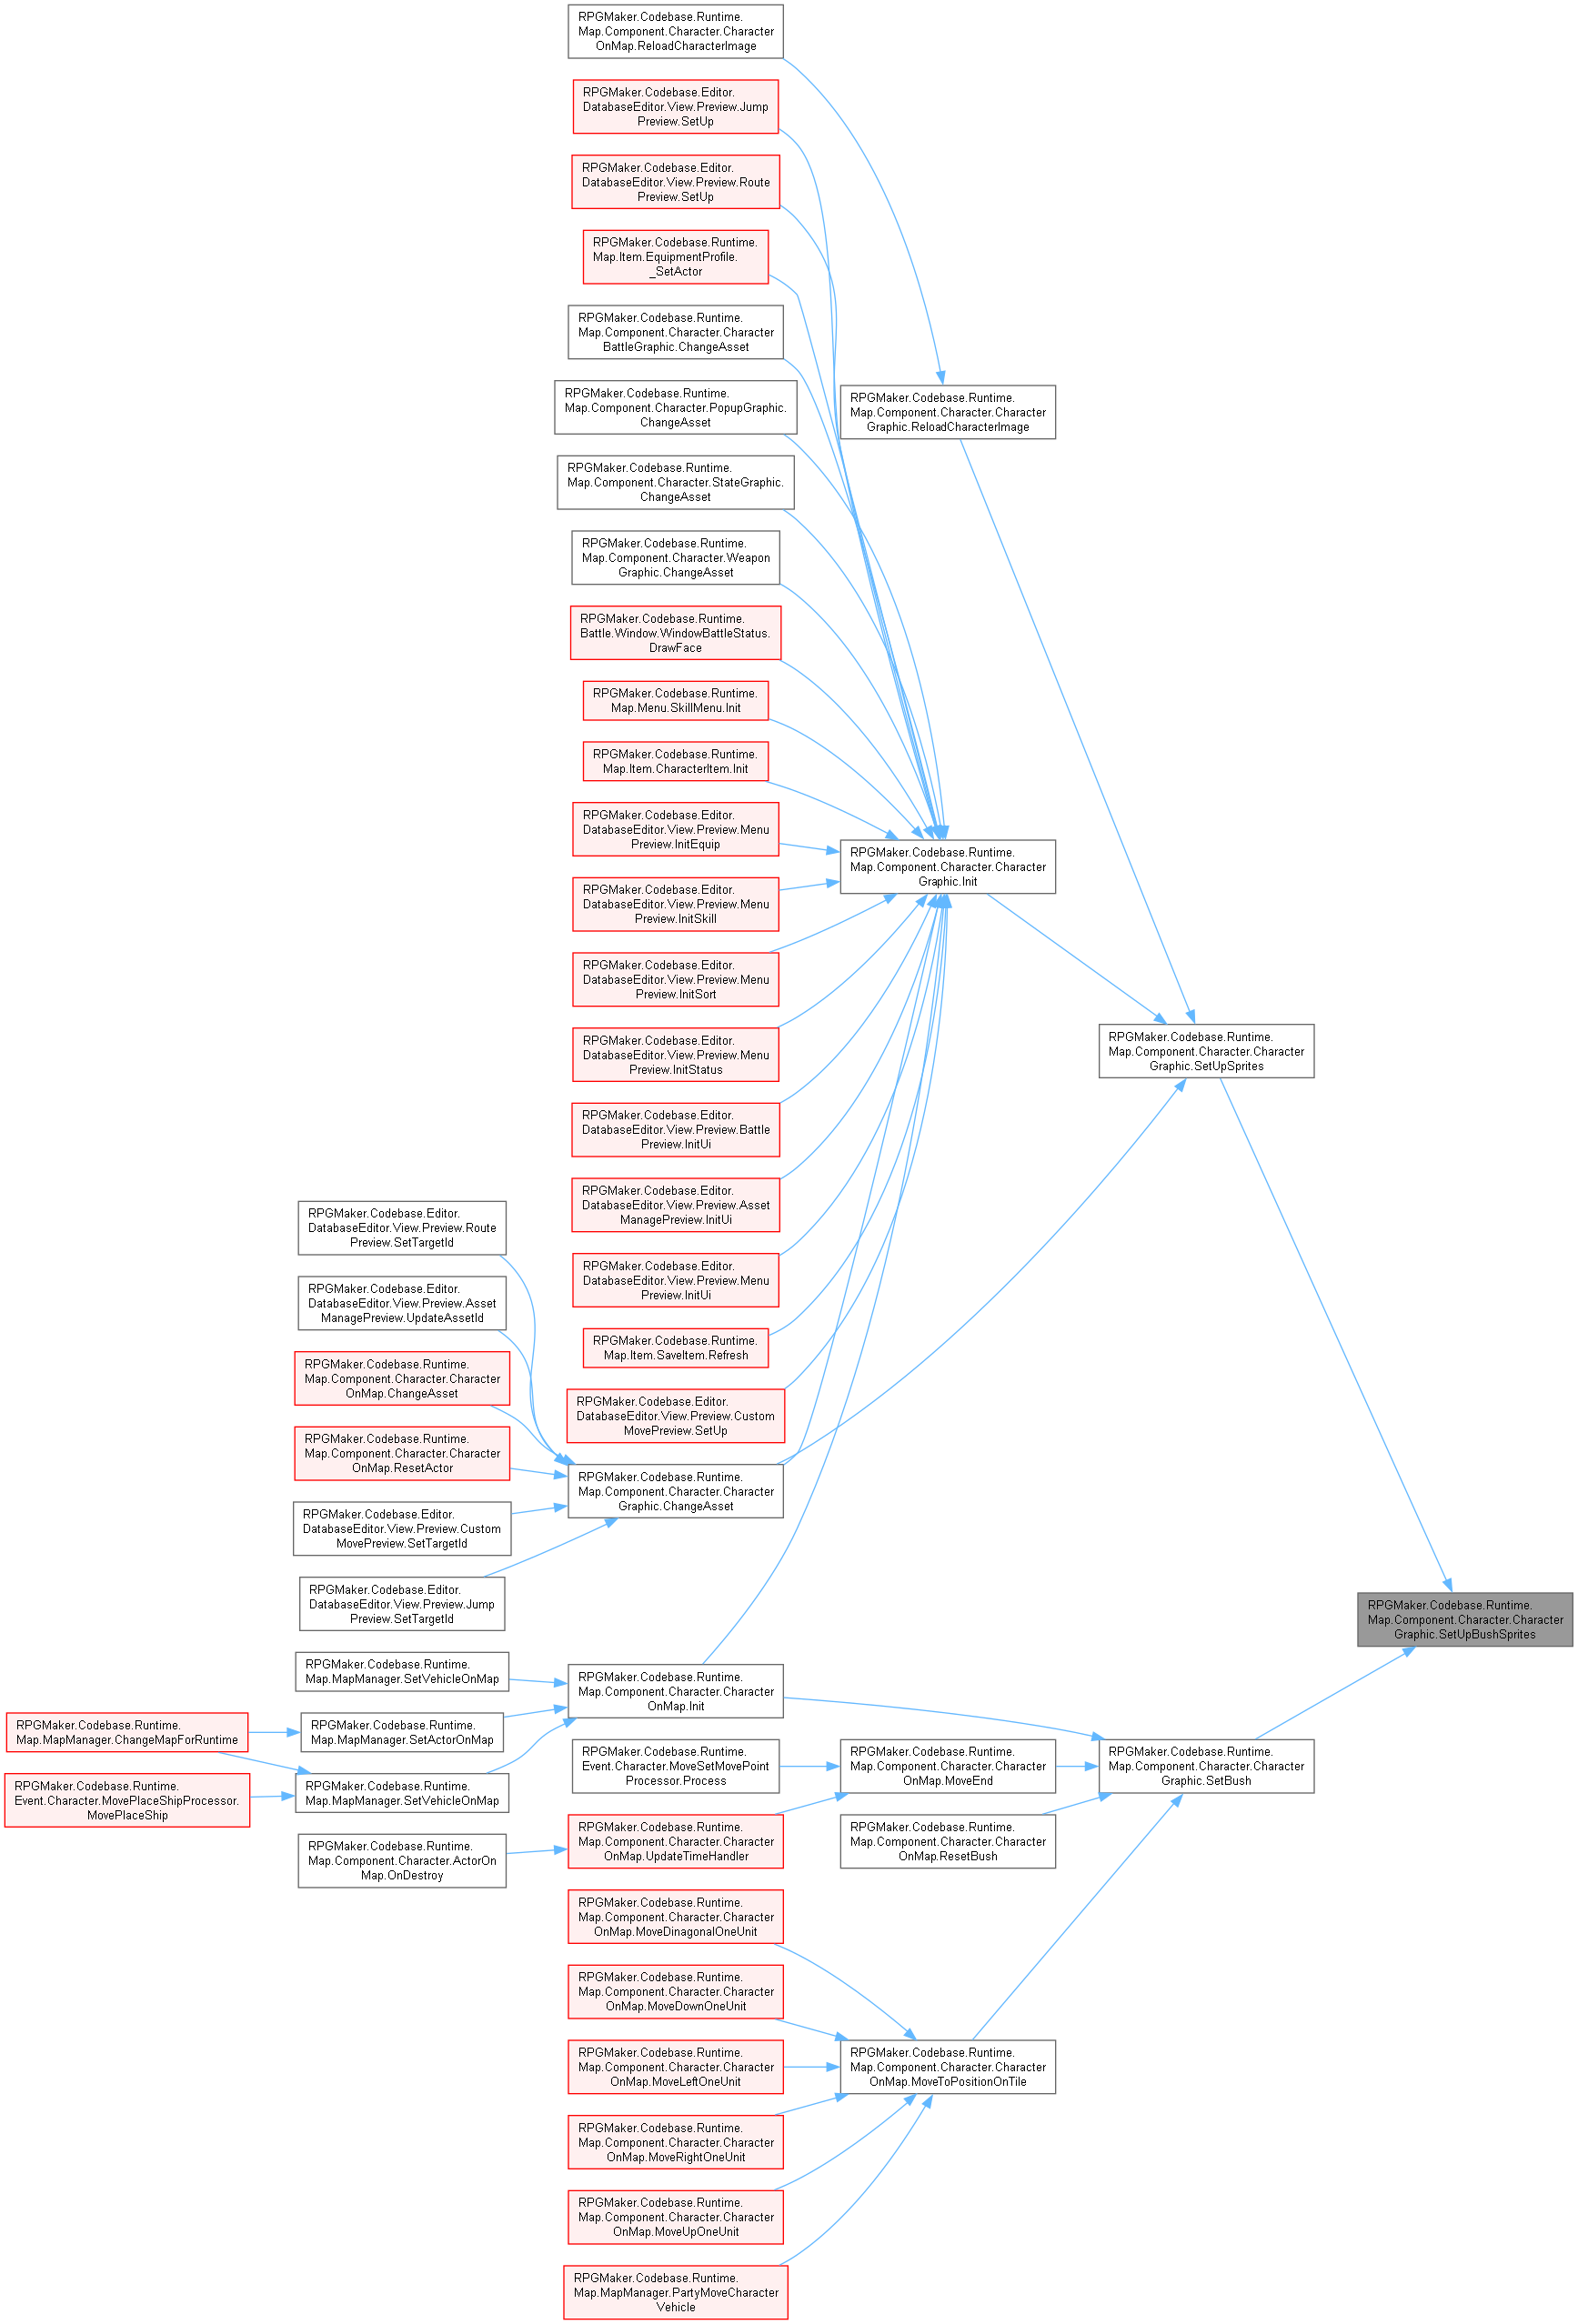 RPGMaker.Codebase.Runtime.
Map.Component.Character.Character
OnMap.ReloadCharacterImage
RPGMaker.Codebase.Editor.
DatabaseEditor.View.Preview.Jump
Preview.SetUp
RPGMaker.Codebase.Editor.
DatabaseEditor.View.Preview.Route
Preview.SetUp
RPGMaker.Codebase.Runtime.
Map.Item.EquipmentProfile.
_SetActor
RPGMaker.Codebase.Runtime.
Map.Component.Character.Character
BattleGraphic.ChangeAsset
RPGMaker.Codebase.Runtime.
Map.Component.Character.PopupGraphic.
ChangeAsset
RPGMaker.Codebase.Runtime.
Map.Component.Character.Character
Graphic.ReloadCharacterImage
RPGMaker.Codebase.Runtime.
Map.Component.Character.StateGraphic.
ChangeAsset
RPGMaker.Codebase.Runtime.
Map.Component.Character.Weapon
Graphic.ChangeAsset
RPGMaker.Codebase.Runtime.
Battle.Window.WindowBattleStatus.
DrawFace
RPGMaker.Codebase.Runtime.
Map.Menu.SkillMenu.Init
RPGMaker.Codebase.Runtime.
Map.Item.CharacterItem.Init
RPGMaker.Codebase.Editor.
DatabaseEditor.View.Preview.Menu
Preview.InitEquip
RPGMaker.Codebase.Runtime.
Map.Component.Character.Character
Graphic.Init
RPGMaker.Codebase.Editor.
DatabaseEditor.View.Preview.Menu
Preview.InitSkill
RPGMaker.Codebase.Editor.
DatabaseEditor.View.Preview.Menu
Preview.InitSort
RPGMaker.Codebase.Editor.
DatabaseEditor.View.Preview.Menu
Preview.InitStatus
RPGMaker.Codebase.Runtime.
Map.Component.Character.Character
Graphic.SetUpSprites
RPGMaker.Codebase.Editor.
DatabaseEditor.View.Preview.Battle
Preview.InitUi
RPGMaker.Codebase.Editor.
DatabaseEditor.View.Preview.Asset
ManagePreview.InitUi
RPGMaker.Codebase.Editor.
DatabaseEditor.View.Preview.Route
Preview.SetTargetId
RPGMaker.Codebase.Editor.
DatabaseEditor.View.Preview.Menu
Preview.InitUi
RPGMaker.Codebase.Editor.
DatabaseEditor.View.Preview.Asset
ManagePreview.UpdateAssetId
RPGMaker.Codebase.Runtime.
Map.Item.SaveItem.Refresh
RPGMaker.Codebase.Runtime.
Map.Component.Character.Character
OnMap.ChangeAsset
RPGMaker.Codebase.Editor.
DatabaseEditor.View.Preview.Custom
MovePreview.SetUp
RPGMaker.Codebase.Runtime.
Map.Component.Character.Character
OnMap.ResetActor
RPGMaker.Codebase.Runtime.
Map.Component.Character.Character
Graphic.ChangeAsset
RPGMaker.Codebase.Editor.
DatabaseEditor.View.Preview.Custom
MovePreview.SetTargetId
RPGMaker.Codebase.Editor.
DatabaseEditor.View.Preview.Jump
Preview.SetTargetId
RPGMaker.Codebase.Runtime.
Map.Component.Character.Character
Graphic.SetUpBushSprites
RPGMaker.Codebase.Runtime.
Map.MapManager.SetVehicleOnMap
RPGMaker.Codebase.Runtime.
Map.Component.Character.Character
OnMap.Init
RPGMaker.Codebase.Runtime.
Map.MapManager.ChangeMapForRuntime
RPGMaker.Codebase.Runtime.
Map.MapManager.SetActorOnMap
RPGMaker.Codebase.Runtime.
Event.Character.MoveSetMovePoint
Processor.Process
RPGMaker.Codebase.Runtime.
Map.Component.Character.Character
OnMap.MoveEnd
RPGMaker.Codebase.Runtime.
Map.Component.Character.Character
Graphic.SetBush
RPGMaker.Codebase.Runtime.
Event.Character.MovePlaceShipProcessor.
MovePlaceShip
RPGMaker.Codebase.Runtime.
Map.MapManager.SetVehicleOnMap
RPGMaker.Codebase.Runtime.
Map.Component.Character.Character
OnMap.UpdateTimeHandler
RPGMaker.Codebase.Runtime.
Map.Component.Character.Character
OnMap.ResetBush
RPGMaker.Codebase.Runtime.
Map.Component.Character.ActorOn
Map.OnDestroy
RPGMaker.Codebase.Runtime.
Map.Component.Character.Character
OnMap.MoveDinagonalOneUnit
RPGMaker.Codebase.Runtime.
Map.Component.Character.Character
OnMap.MoveDownOneUnit
RPGMaker.Codebase.Runtime.
Map.Component.Character.Character
OnMap.MoveLeftOneUnit
RPGMaker.Codebase.Runtime.
Map.Component.Character.Character
OnMap.MoveToPositionOnTile
RPGMaker.Codebase.Runtime.
Map.Component.Character.Character
OnMap.MoveRightOneUnit
RPGMaker.Codebase.Runtime.
Map.Component.Character.Character
OnMap.MoveUpOneUnit
RPGMaker.Codebase.Runtime.
Map.MapManager.PartyMoveCharacter
Vehicle